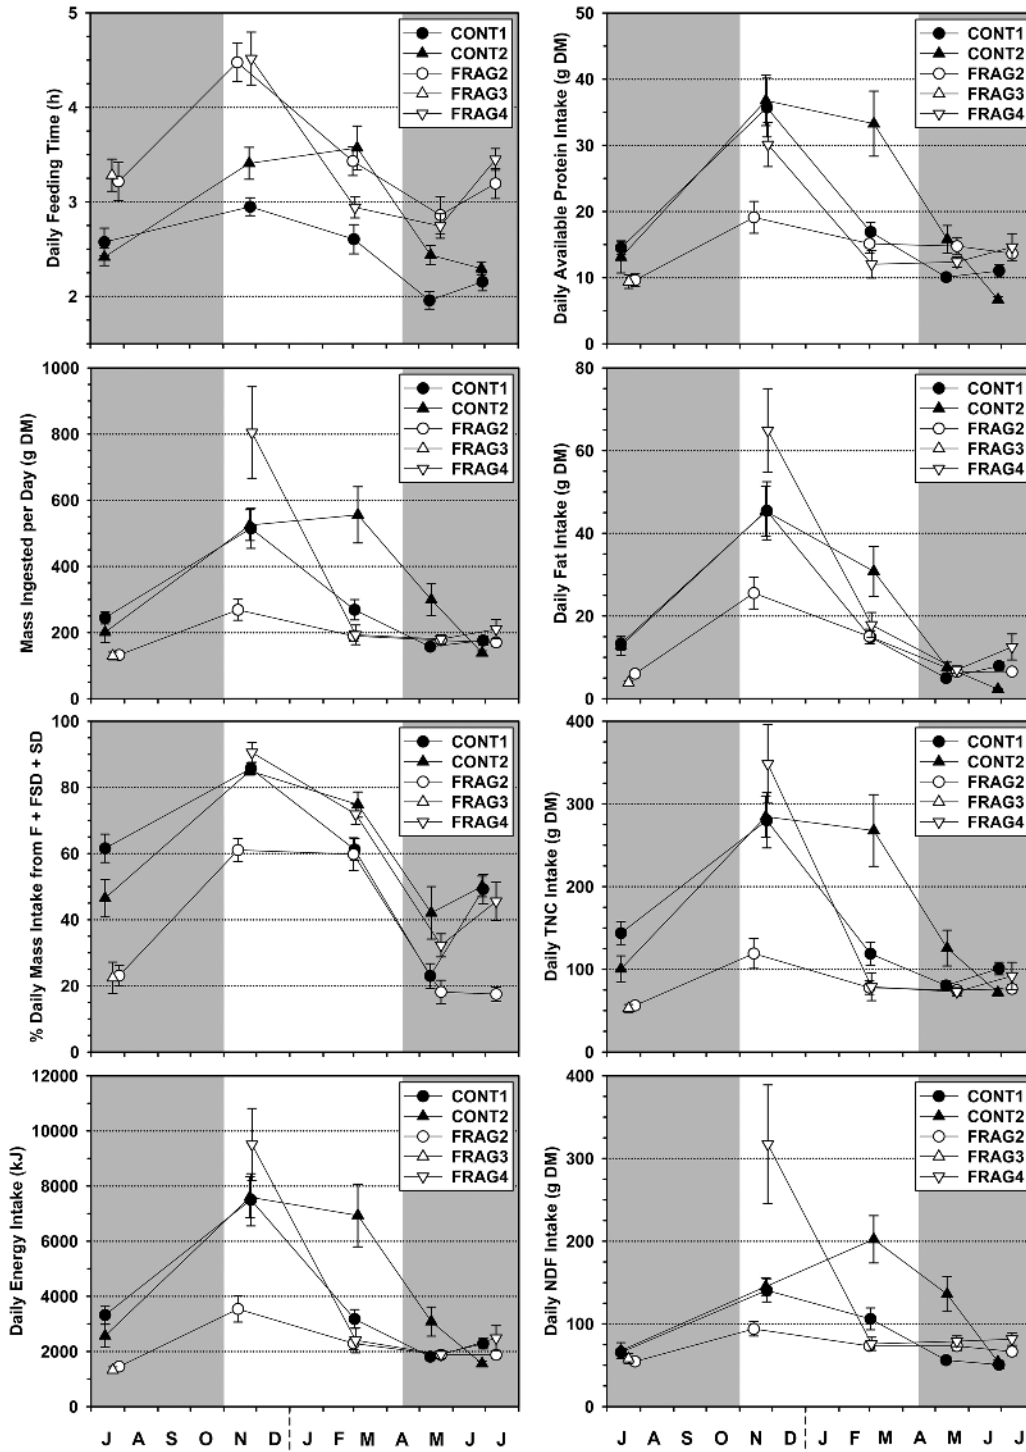 Daily Feeding Time (h)
5
4
3
2
CONT1
CONT2
FRAG2
FRAG3
FRAG4
Daily Available Protein Intake (g DM)
50
40
30
20
10
0
CONT1
CONT2
FRAG2
FRAG3
FRAG4
Mass Ingested per Day (g DM)
1000
800
600
400
200
0
CONT1
CONT2
FRAG2
FRAG3
FRAG4
Daily Fat Intake (g DM)
80
60
40
20
0
CONT1
CONT2
FRAG2
FRAG3
FRAG4
% Daily Mass Intake from F + FSD + SD
100
80
60
40
20
0
CONT1
CONT2
FRAG2
FRAG3
FRAG4
Daily TNC Intake (g DM)
400
300
200
100
0
CONT1
CONT2
FRAG2
FRAG3
FRAG4
Daily Energy Intake (kJ)
12000
10000
8000
6000
4000
2000
0
CONT1
CONT2
FRAG2
FRAG3
FRAG4
J A S O N D J F M A M J J
Daily NDF Intake (g DM)
400
300
200
100
0
CONT1
CONT2
FRAG2
FRAG3
FRAG4
J A S O N D J F M A M J J